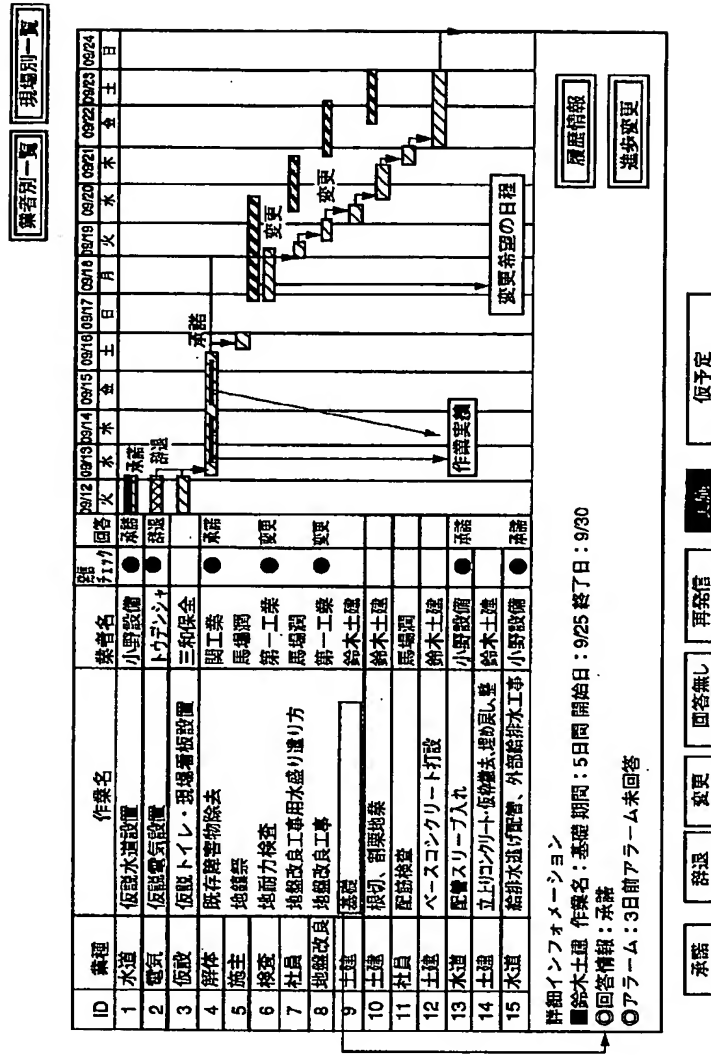 業者別一覧 現場別一覧
ID 業種 作業名 業者名 チェック 回答 09/12 09/13 09/14 09/15 09/16 09/17 09/18 09/19 09/20 09/21 09/22 09/23 09/24
火 水 木 金 土 日 月 火 水 木 金 土 日
1 水道 仮説水道設置 小野設備 ● 承諾 承諾
2 電気 仮説電気設置 トウデンシャ ● 辞退 辞退
3 仮設 仮説トイレ・現場看板設置 三和保全
4 解体 既存障害物除去 関工業 ● 承諾 承諾
5 施主 地鎮祭 馬場潤
6 検査 地耐力検査 第一工業 ● 変更 変更
7 社員 地盤改良工事用水盛り遣り方 馬場潤
8 地盤改良 地盤改良工事 第一工業 ● 変更 変更
9 土建 基礎 鈴木土建
10 土建 根切、割栗地業 鈴木土建
11 社員 配筋検査 馬場潤
12 土建 ベースコンクリート打設 鈴木土建
13 水道 配管スリーブ入れ 小野設備 ● 承諾
14 土建 立上りコンクリート・仮枠撤去、埋め戻し、整 鈴木土建
15 水道 給排水逃げ配管、外部給排水工事 小野設備 ● 承諾
作業実績
変更希望の日程
詳細インフォメーション
■鈴木土建 作業名：基礎 期間：5日間 開始日：9/25 終了日：9/30
◎回答情報：承諾
◎アラーム：3日前アラーム未回答
履歴情報
進歩変更
承諾 辞退 変更 回答無し 再発信 仮予定